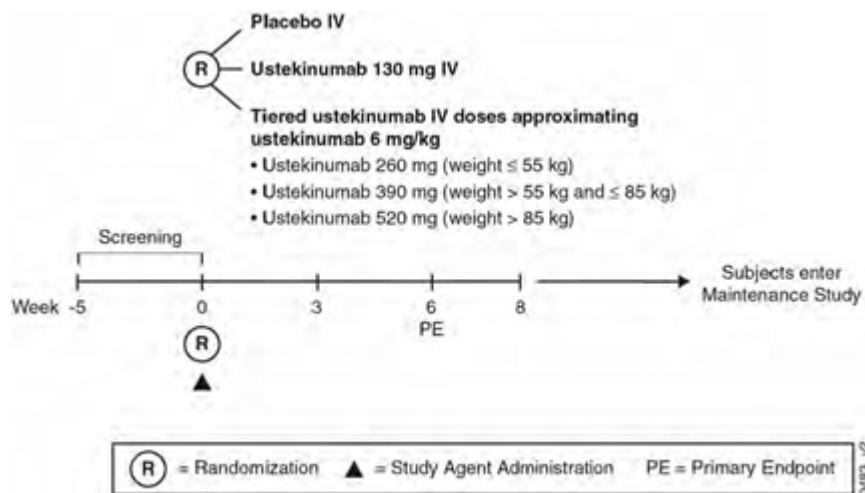 Placebo IV
R
Ustekinumab 130 mg IV
Tiered ustekinumab IV doses approximating
ustekinumab 6 mg/kg
• Ustekinumab 260 mg (weight ≤ 55 kg)
• Ustekinumab 390 mg (weight > 55 kg and ≤ 85 kg)
• Ustekinumab 520 mg (weight > 85 kg)
Screening
Subjects enter
Maintenance Study
Week -5 0 3 6 8
PE
R
R = Randomization ▲ = Study Agent Administration PE = Primary Endpoint